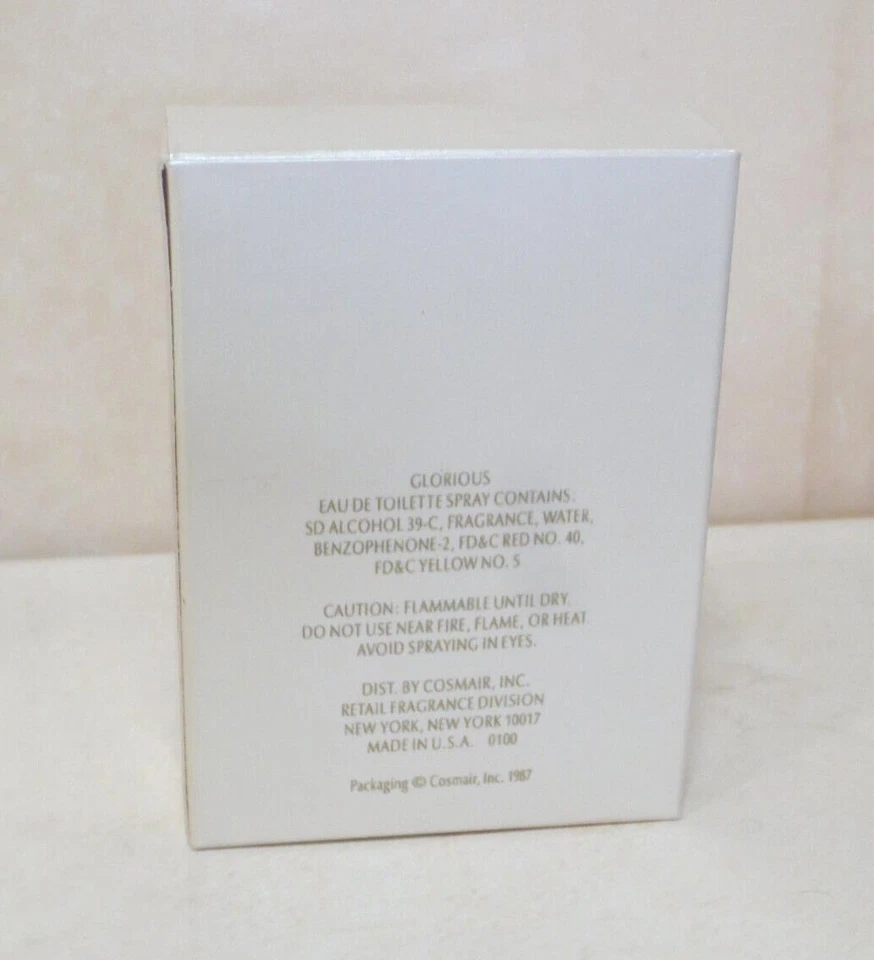 GLORIOUS
EAU DE TOILETTE SPRAY CONTAINS:
SD ALCOHOL 39-C, FRAGRANCE, WATER,
BENZOPHENONE-2, FD&C RED NO. 40,
FD&C YELLOW NO. 5
CAUTION: FLAMMABLE UNTIL DRY.
DO NOT USE NEAR FIRE, FLAME, OR HEAT.
AVOID SPRAYING IN EYES.
DIST. BY COSMAIR, INC.
RETAIL FRAGRANCE DIVISION
NEW YORK, NEW YORK 10017
MADE IN U.S.A. 0100
Packaging © Cosmair, Inc. 1987